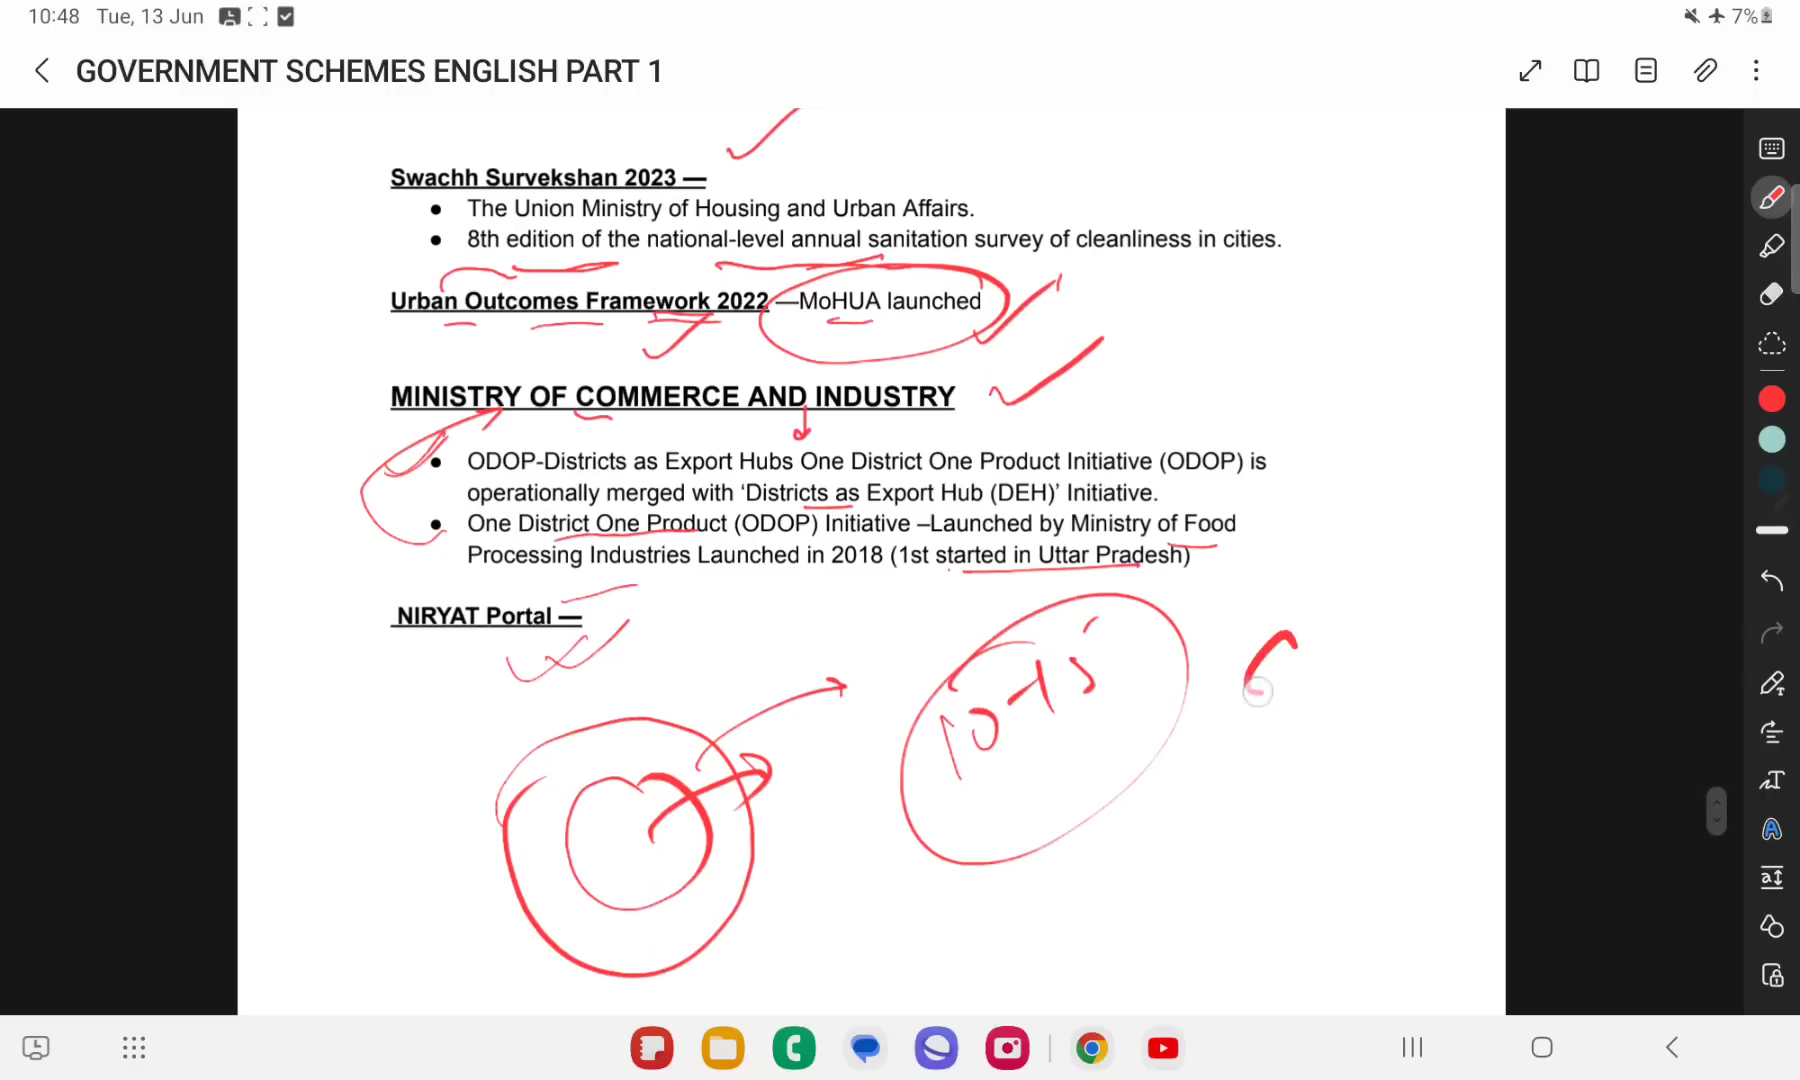 10:48 Tue, 13 Jun
7%
GOVERNMENT SCHEMES ENGLISH PART 1
Swachh Survekshan 2023 —
● The Union Ministry of Housing and Urban Affairs.
● 8th edition of the national-level annual sanitation survey of cleanliness in cities.
Urban Outcomes Framework 2022 —MoHUA launched
MINISTRY OF COMMERCE AND INDUSTRY
● ODOP-Districts as Export Hubs One District One Product Initiative (ODOP) is
operationally merged with ‘Districts as Export Hub (DEH)’ Initiative.
● One District One Product (ODOP) Initiative –Launched by Ministry of Food
Processing Industries Launched in 2018 (1st started in Uttar Pradesh)
NIRYAT Portal —
10-15